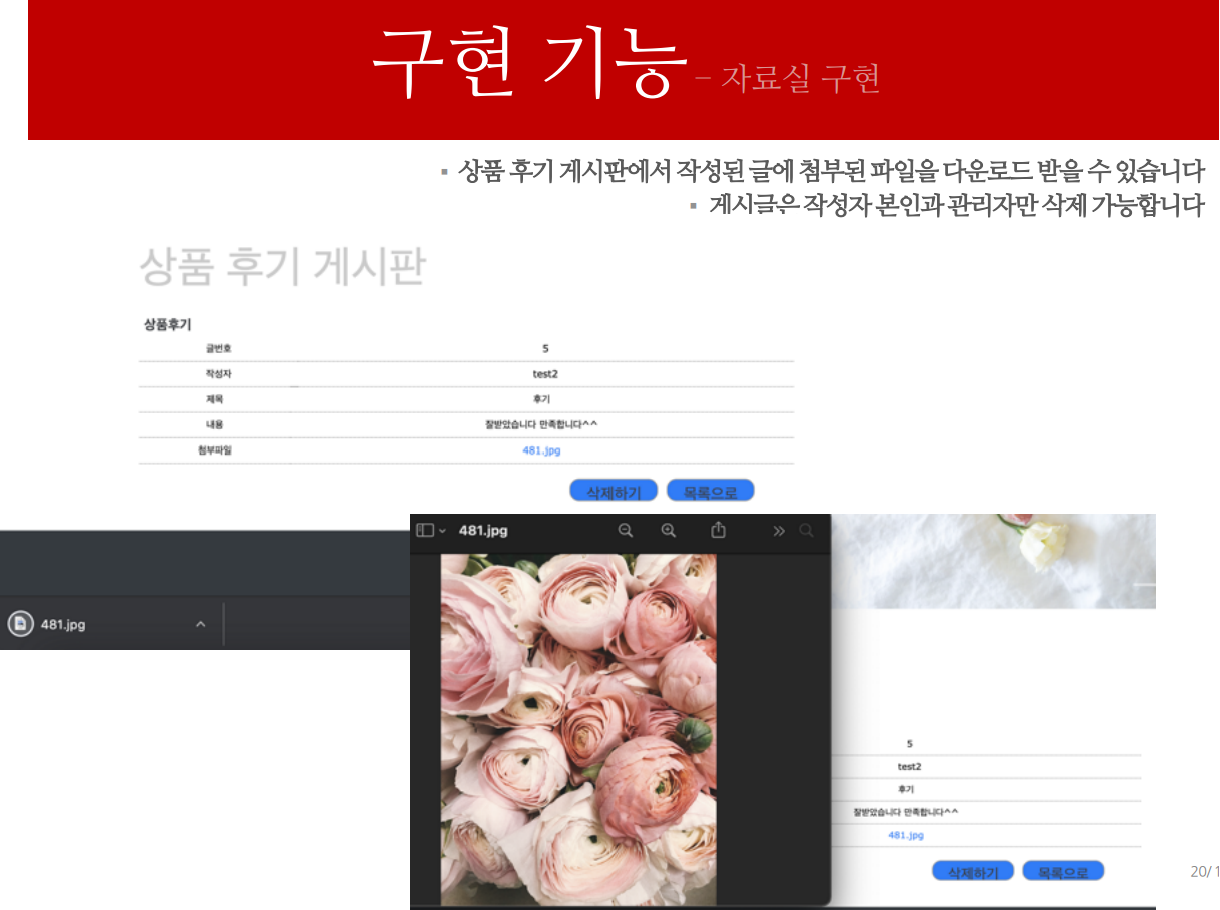 구현 기능 – 자료실 구현
▪ 상품 후기 게시판에서 작성된 글에 첨부된 파일을 다운로드 받을 수 있습니다
▪ 게시글은 작성자 본인과 관리자만 삭제 가능합니다
상품 후기 게시판
상품후기
글번호 5
작성자 test2
제목 후기
내용 잘받았습니다 만족합니다^^
첨부파일 481.jpg
삭제하기 목록으로
481.jpg
481.jpg
5
test2
후기
잘받았습니다 만족합니다^^
481.jpg
삭제하기 목록으로
20/1